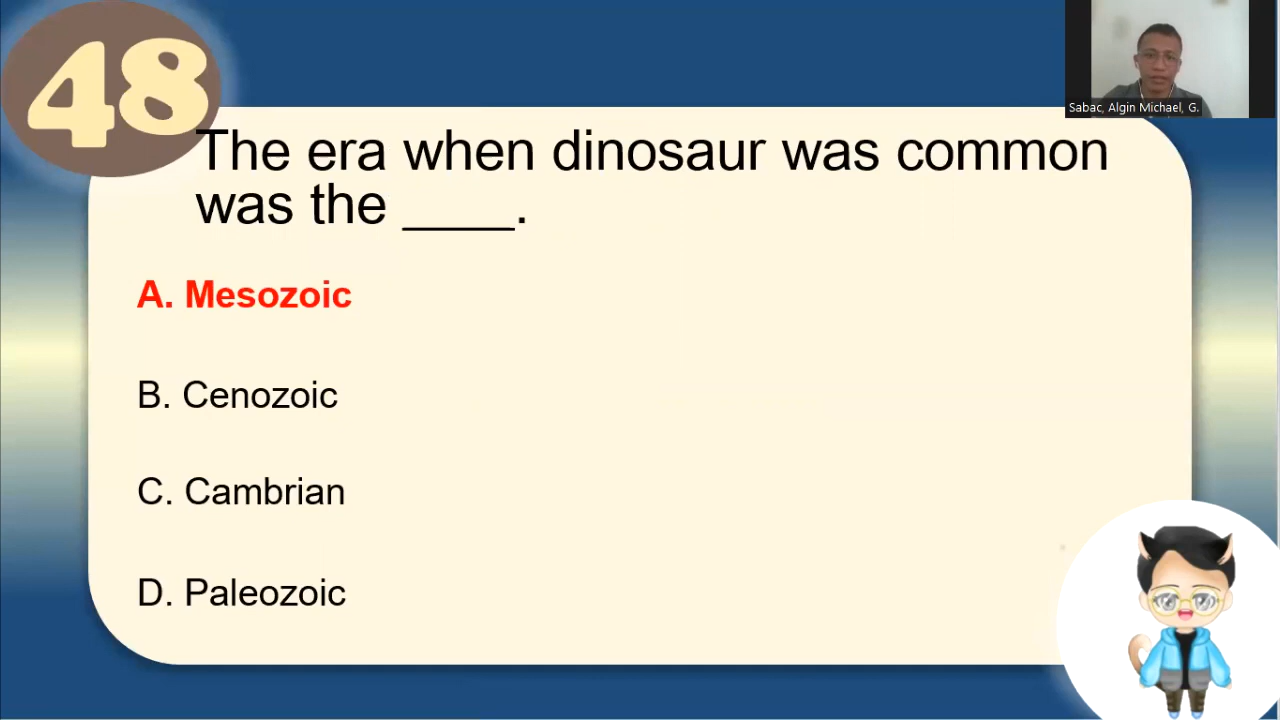 48
Sabac, Algin Michael, G.
The era when dinosaur was common
was the ____.
A. Mesozoic
B. Cenozoic
C. Cambrian
D. Paleozoic